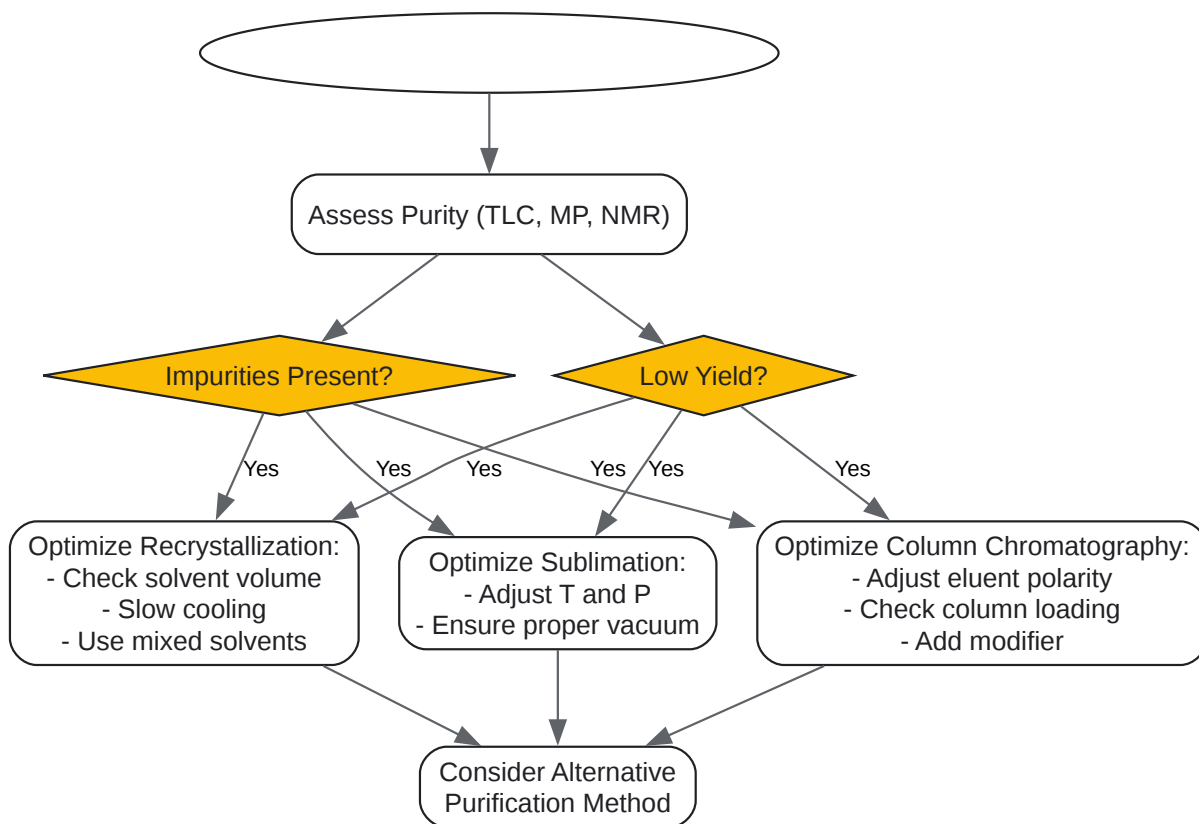 Assess Purity (TLC, MP, NMR)
Impurities Present?
Low Yield?
Yes
Yes
Yes
Yes
Yes
Yes
Optimize Recrystallization:
- Check solvent volume
- Slow cooling
- Use mixed solvents
Optimize Sublimation:
- Adjust T and P
- Ensure proper vacuum
Optimize Column Chromatography:
- Adjust eluent polarity
- Check column loading
- Add modifier
Consider Alternative
Purification Method